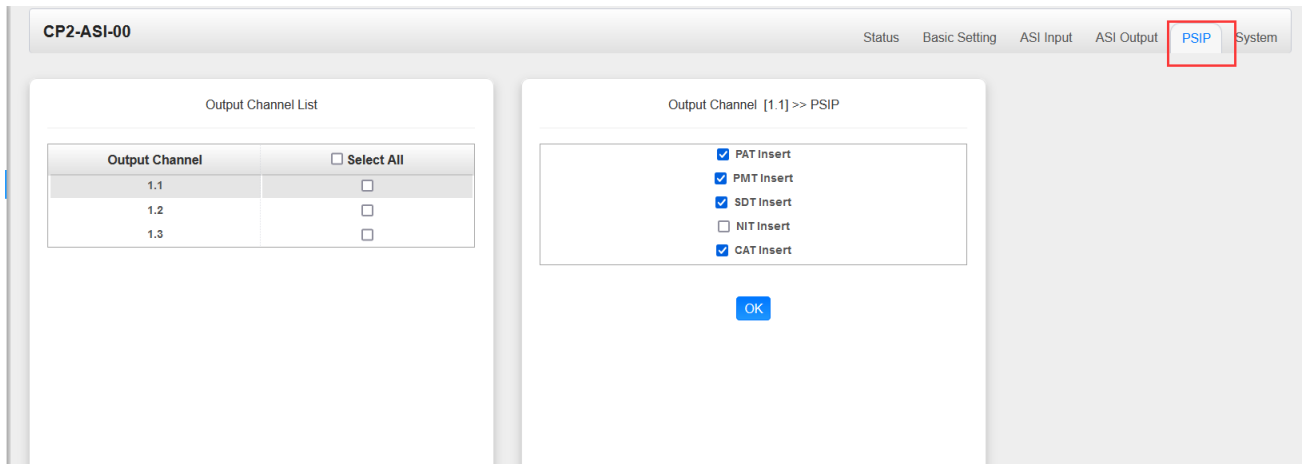 CP2-ASI-00
Status Basic Setting ASI Input ASI Output PSIP System
Output Channel List
Output Channel Select All
1.1
1.2
1.3
Output Channel [1.1] >> PSIP
PAT Insert
PMT Insert
SDT Insert
NIT Insert
CAT Insert
OK